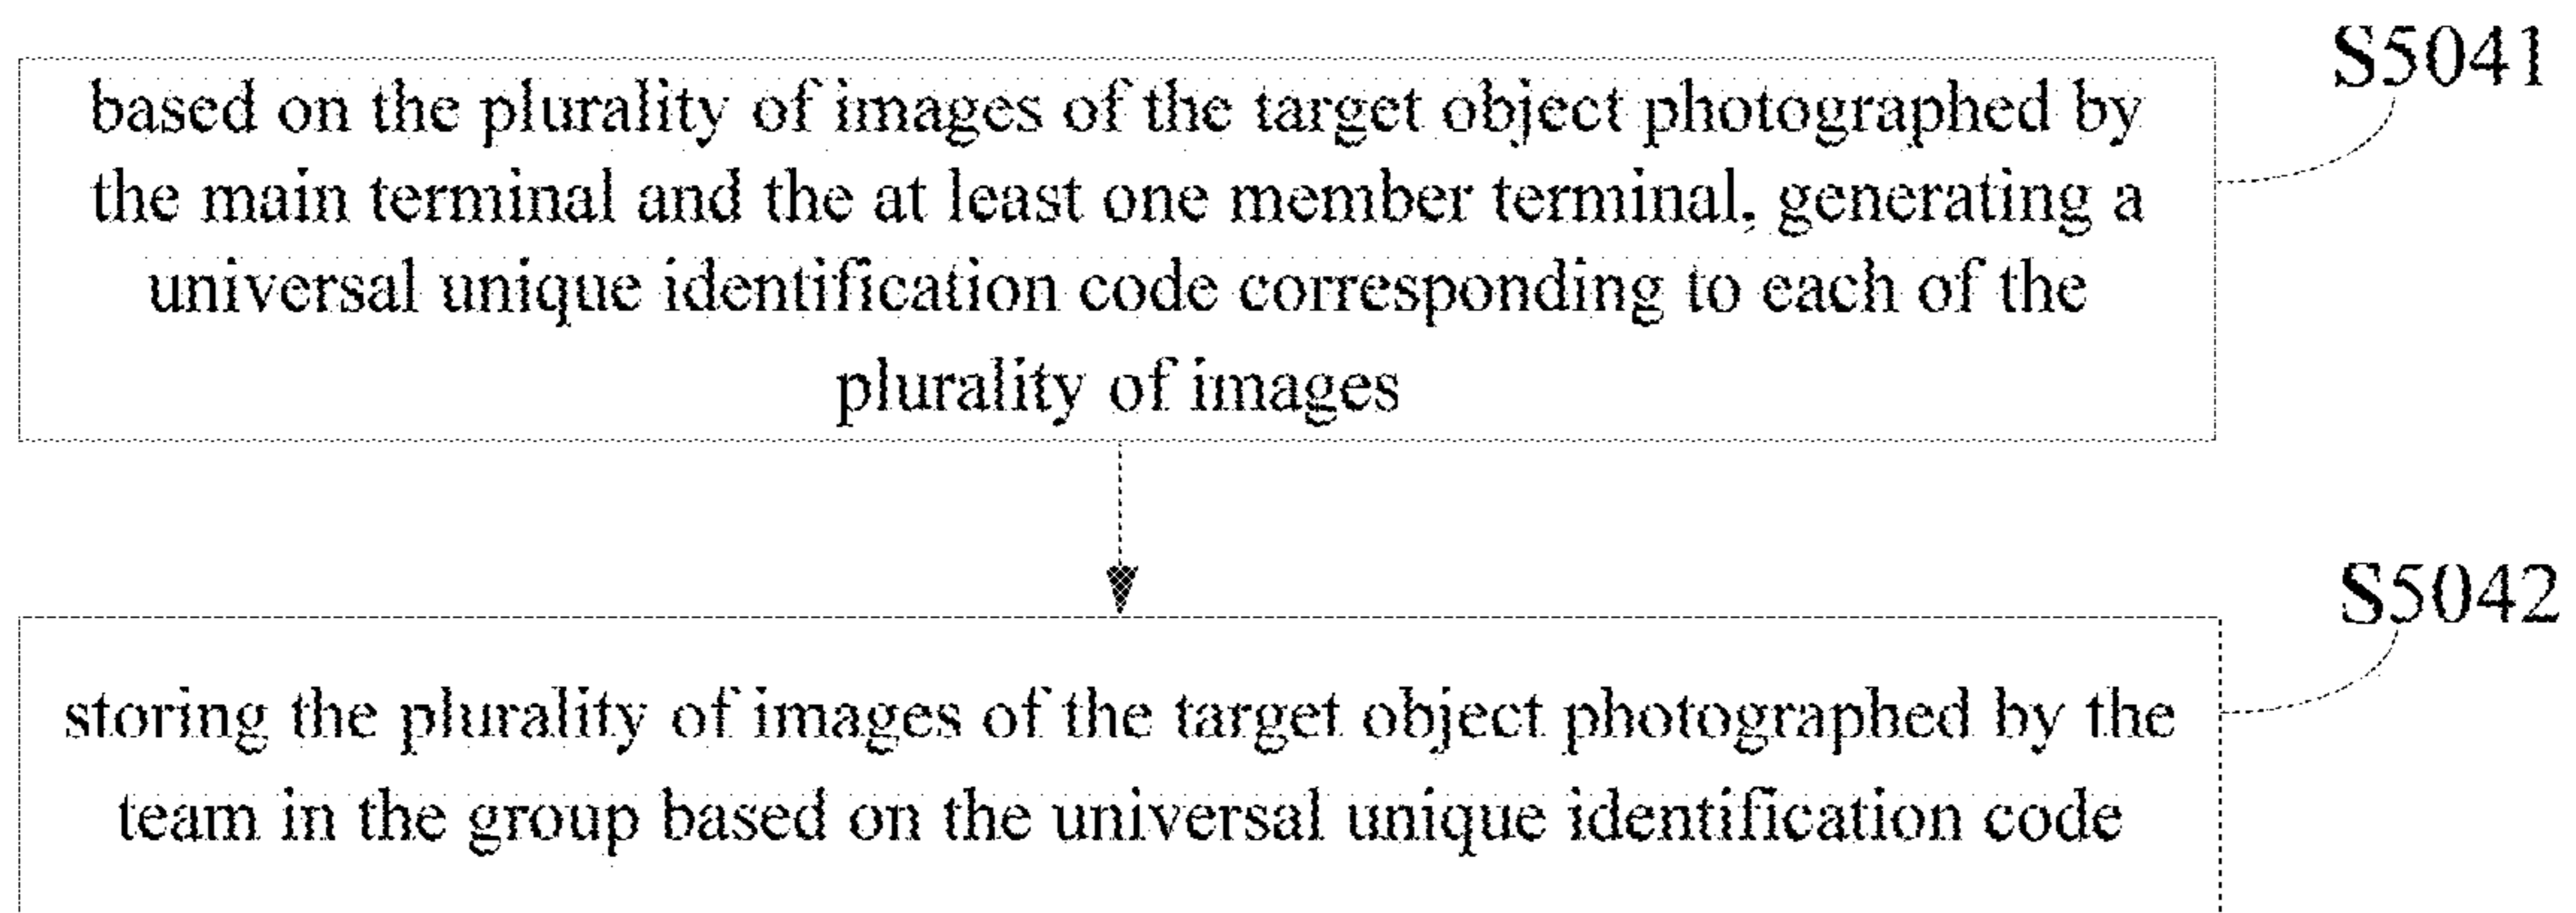 S5041
based on the plurality of images of the target object photographed by
the main terminal and the at least one member terminal, generating a
universal unique identification code corresponding to each of the
plurality of images
S5042
storing the plurality of images of the target object photographed by the
team in the group based on the universal unique identification code